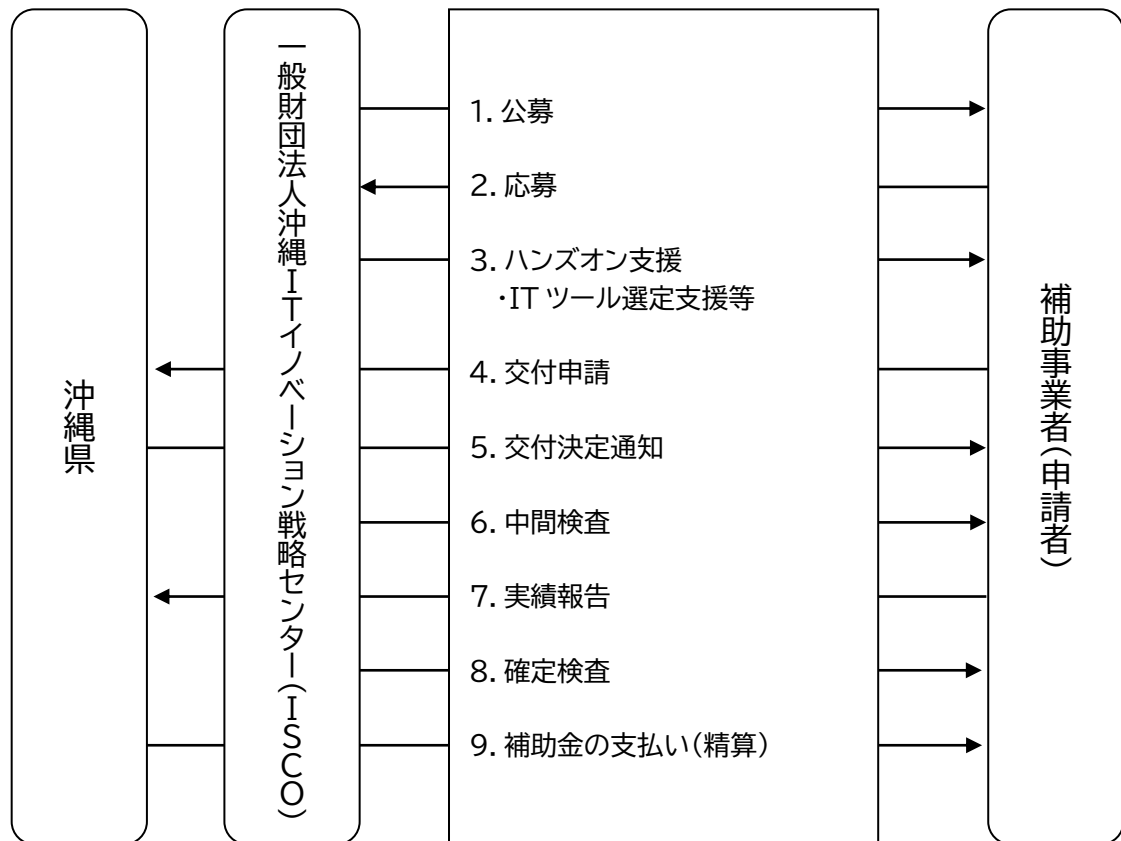 沖縄県
一般財団法人沖縄ITイノベーション戦略センター(ISCO)
1. 公募
2. 応募
3. ハンズオン支援
・IT ツール選定支援等
4. 交付申請
5. 交付決定通知
6. 中間検査
7. 実績報告
8. 確定検査
9. 補助金の支払い(精算)
補助事業者(申請者)